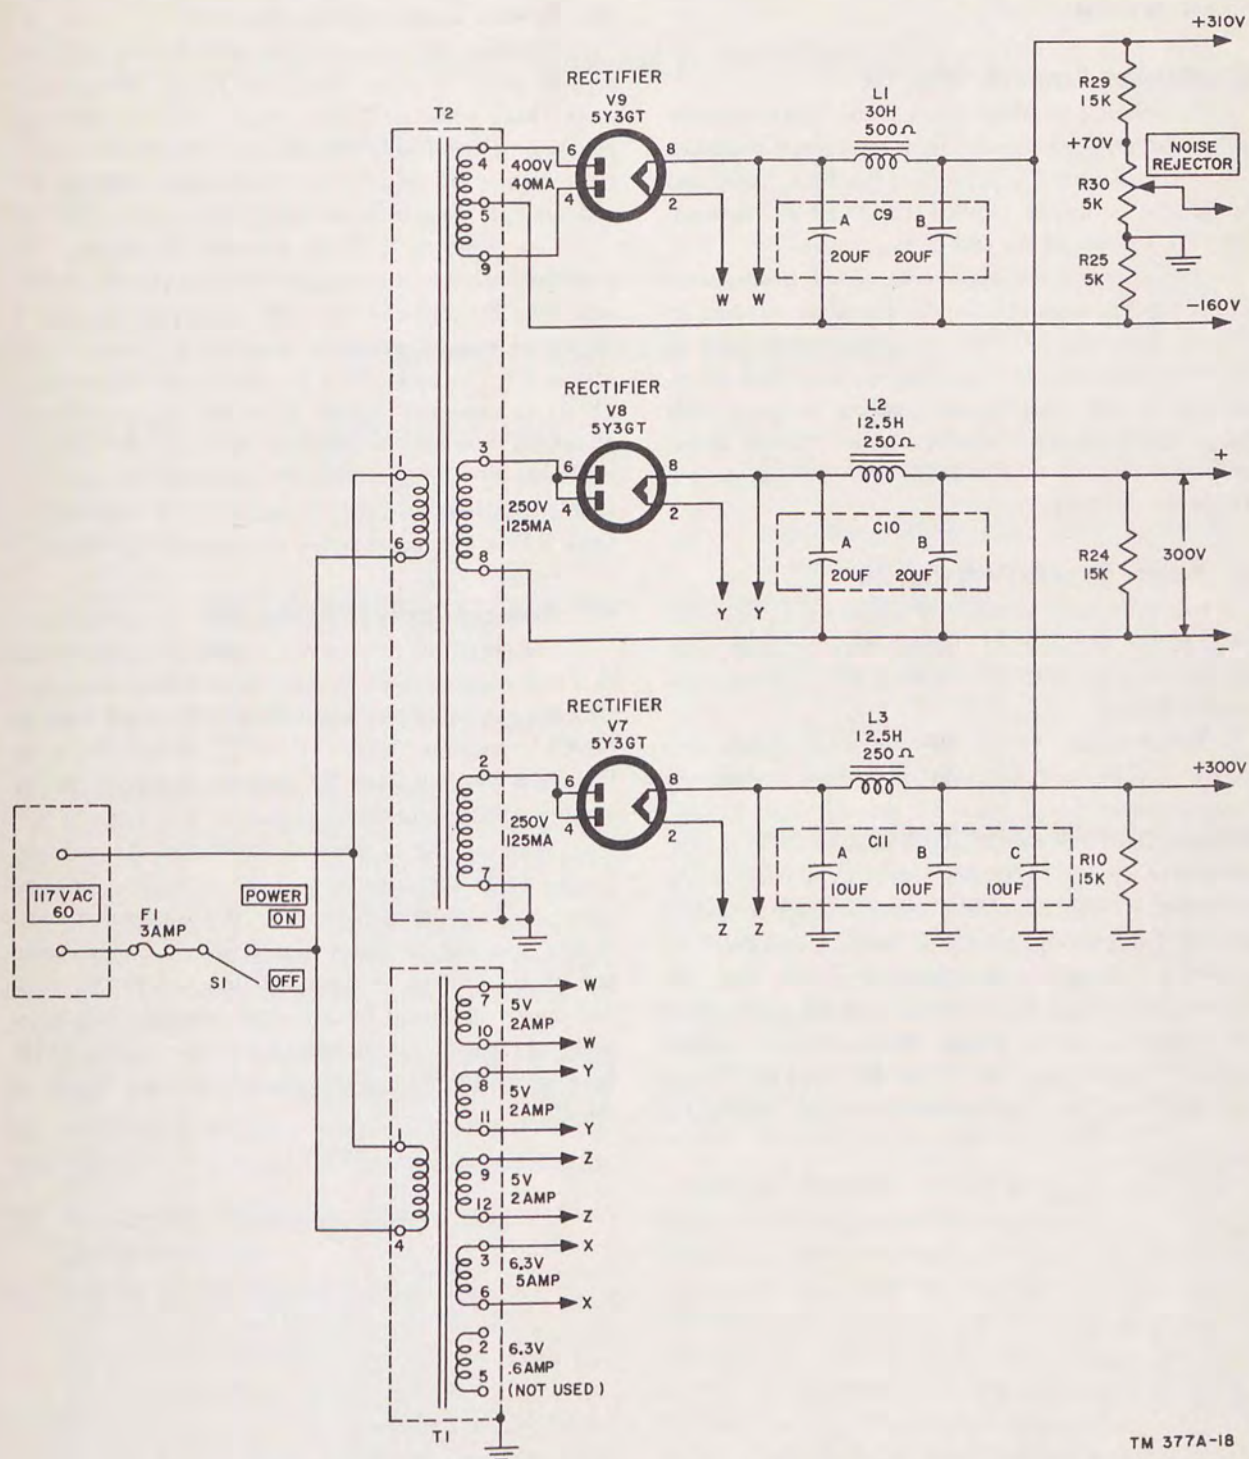 +310V
RECTIFIER
V9
5Y3GT
L1
30H
500Ω
R29
15K
T2
+70V
NOISE
REJECTOR
4
6
400V
40MA
4
8
2
5
9
R30
5K
C9
A
B
20UF
20UF
R25
5K
W
W
-160V
RECTIFIER
V8
5Y3GT
L2
12.5H
250Ω
1
3
6
8
+
250V
125MA
4
2
6
8
C10
A
B
20UF
20UF
R24
15K
300V
Y
Y
-
RECTIFIER
V7
5Y3GT
L3
12.5H
250Ω
2
6
8
+300V
250V
125MA
4
2
7
C11
A
B
C
10UF
10UF
10UF
R10
15K
Z
Z
117 VAC
60
POWER
ON
F1
3AMP
S1
OFF
7
10
5V
2AMP
W
W
8
11
5V
2AMP
Y
Y
1
4
9
12
5V
2AMP
Z
Z
3
6
6.3V
5AMP
X
X
2
5
6.3V
.6AMP
(NOT USED)
T1
TM 377A-18